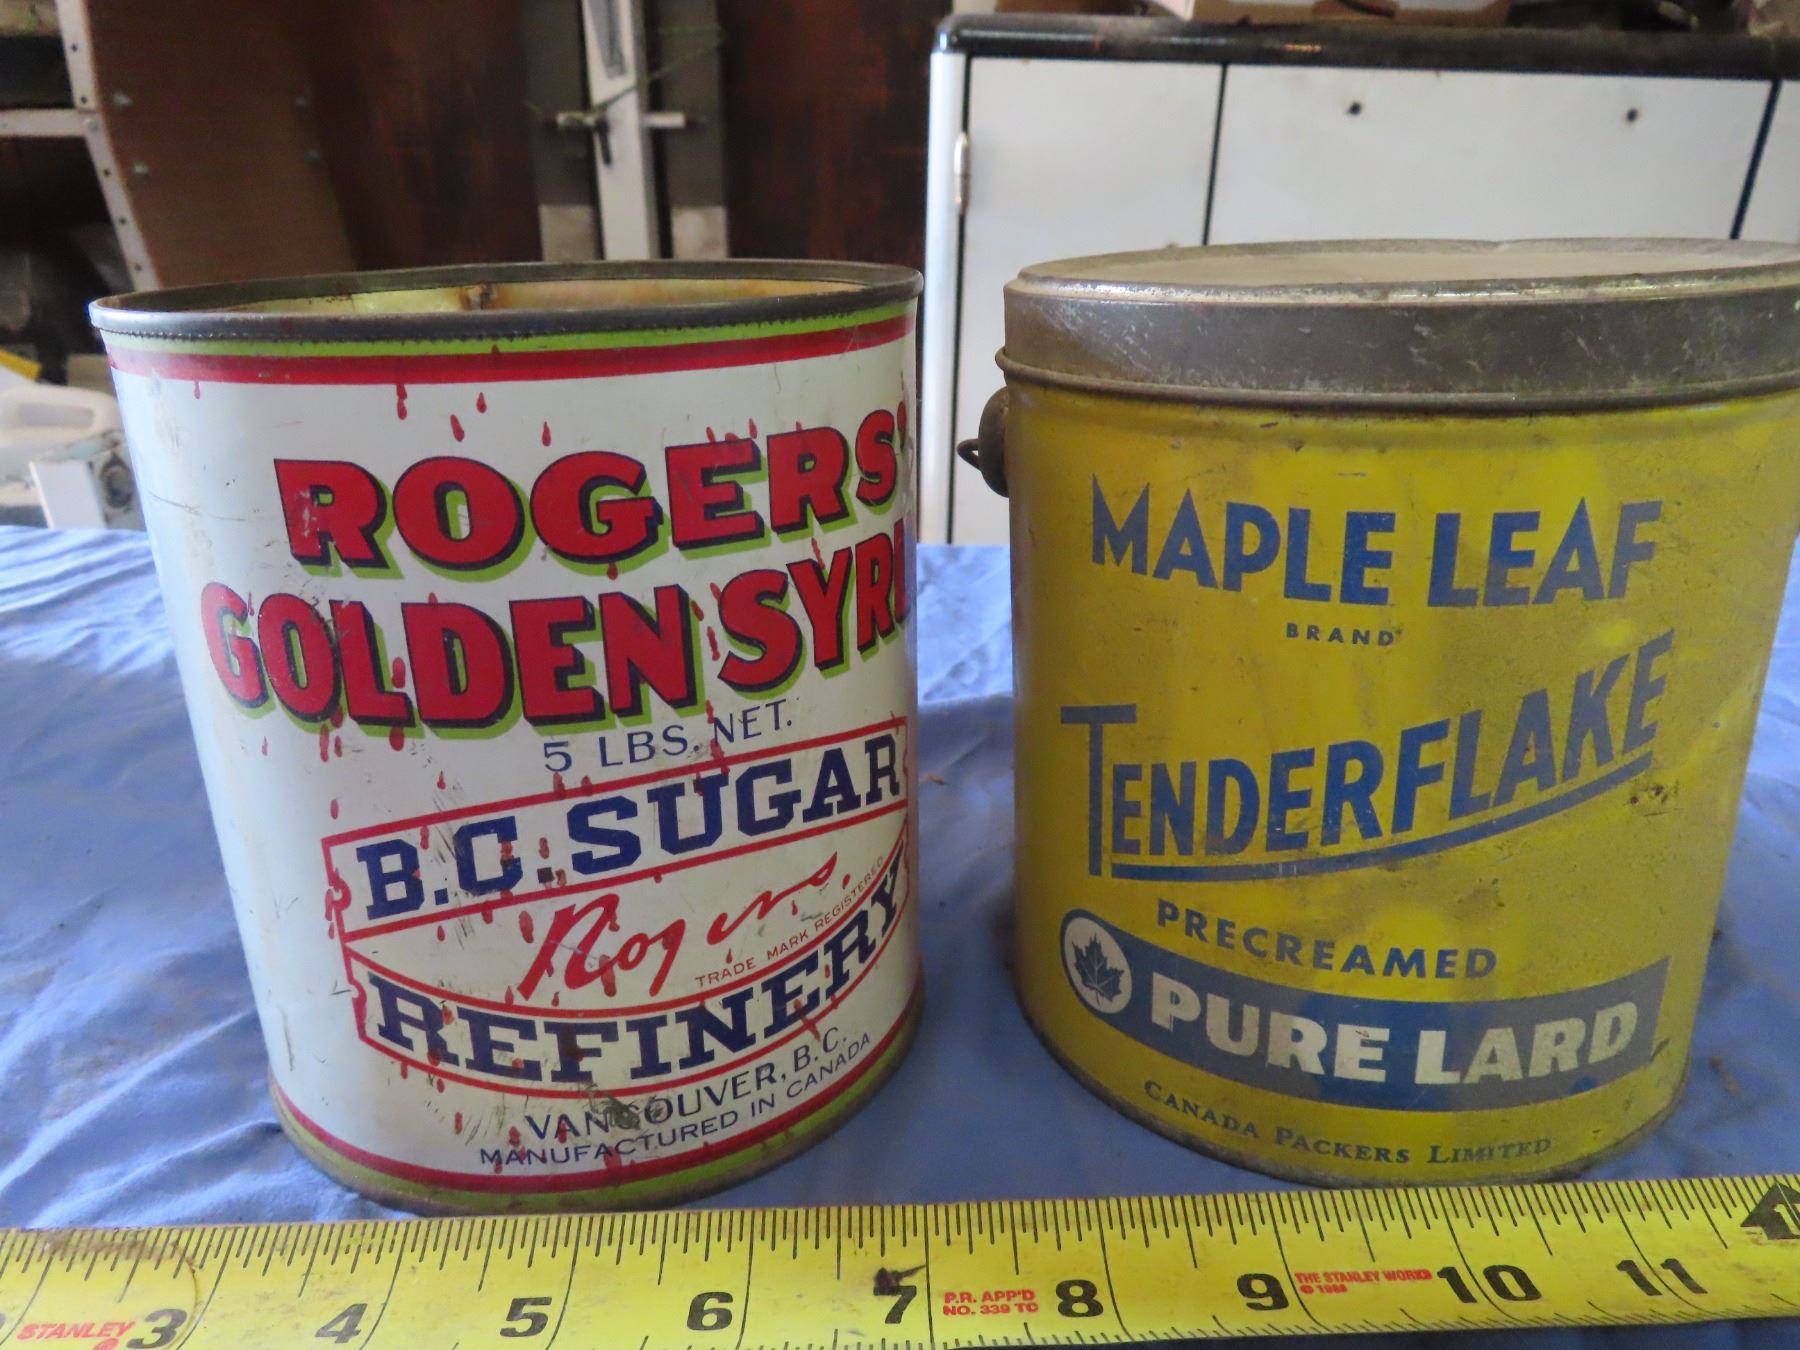 ROGERS'
GOLDEN SYRU
5 LBS. NET.
B.C. SUGAR
Rogers.
TRADE MARK REGISTERED
REFINERY
VANCOUVER, B.C.
MANUFACTURED IN CANADA
MAPLE LEAF
BRAND
TENDERFLAKE
PRECREAMED
PURE LARD
CANADA PACKERS LIMITED
STANLEY ® 3 4 5 6 7 P.R. APP'D NO. 339 TC 8 9 THE STANLEY WORKS © 1989 10 11